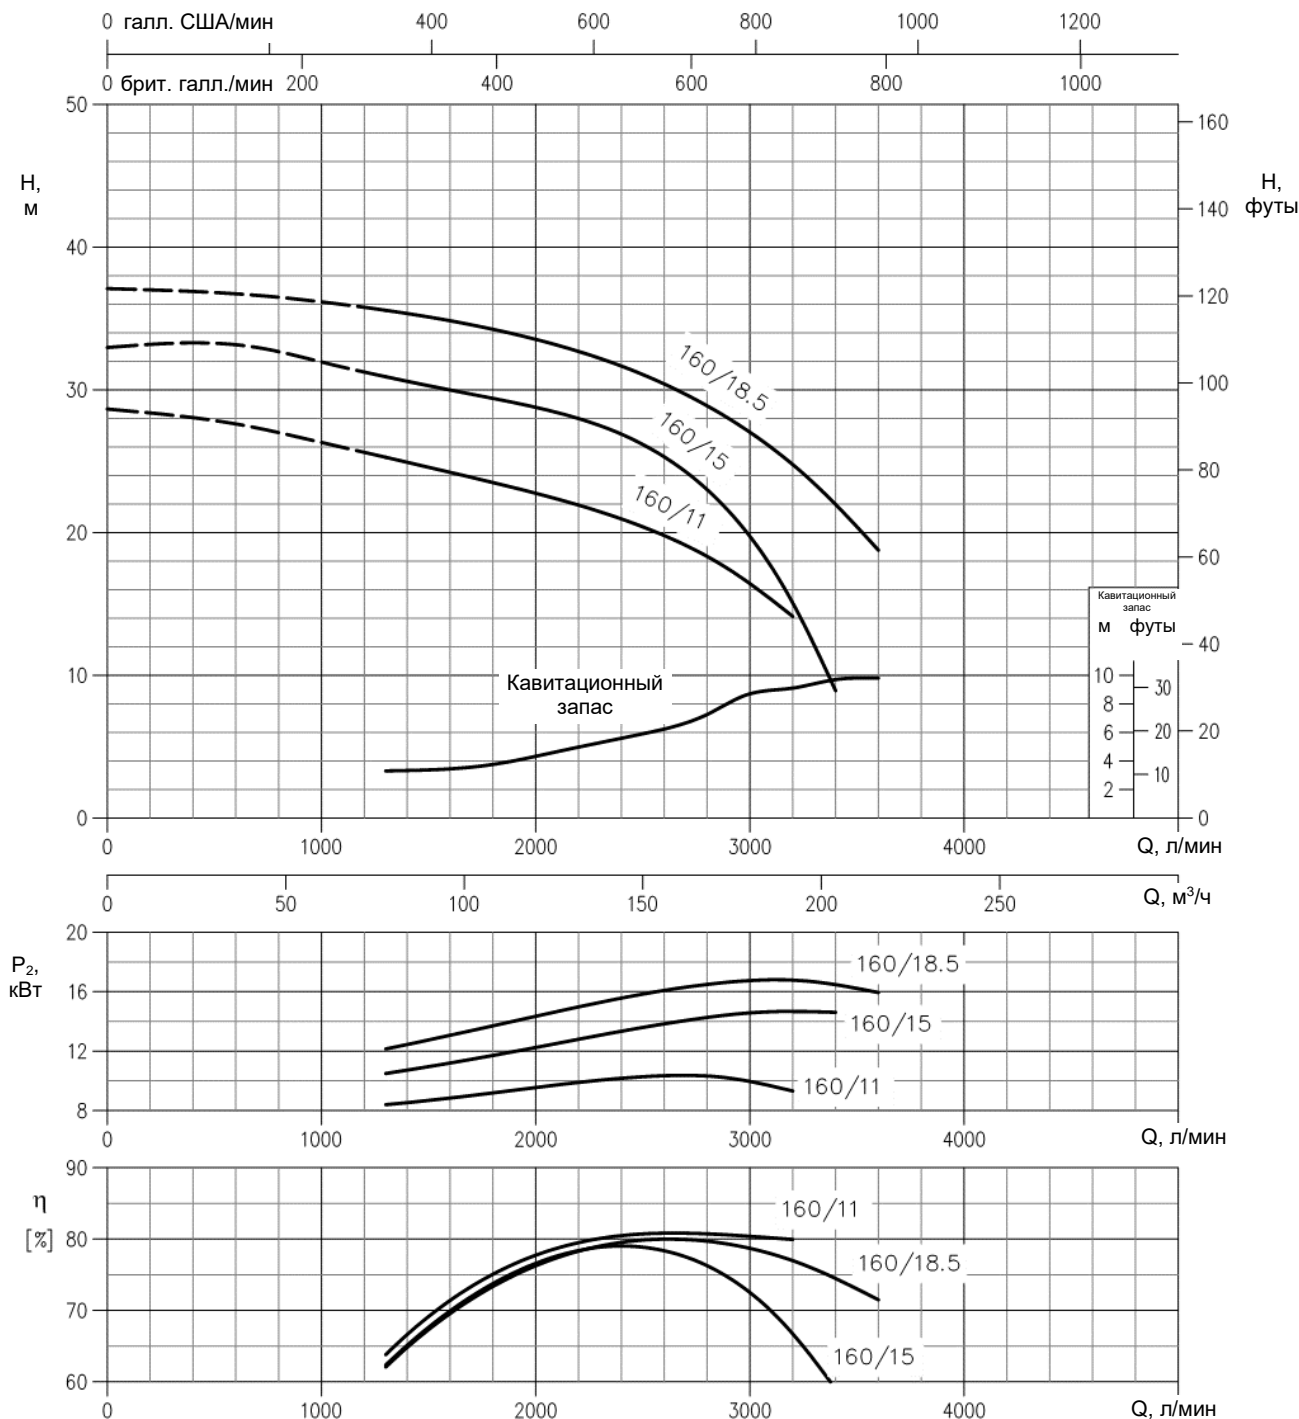 0 галл. США/мин 400 600 800 1000 1200
0 брит. галл./мин 200 400 600 800 1000
50
160
H,
м
H,
футы
140
40
120
160/18.5
30
100
160/15
80
160/11
20
60
Кавитационный
запас
м футы
40
Кавитационный
запас
10
10
30
8
6
20
20
4
10
2
0
0
0 1000 2000 3000 4000 Q, л/мин
0 50 100 150 200 250 Q, м³/ч
20
P₂,
кВт
160/18.5
16
160/15
12
160/11
8
0 1000 2000 3000 4000 Q, л/мин
90
η
[%]
160/11
80
160/18.5
70
160/15
60
0 1000 2000 3000 4000 Q, л/мин